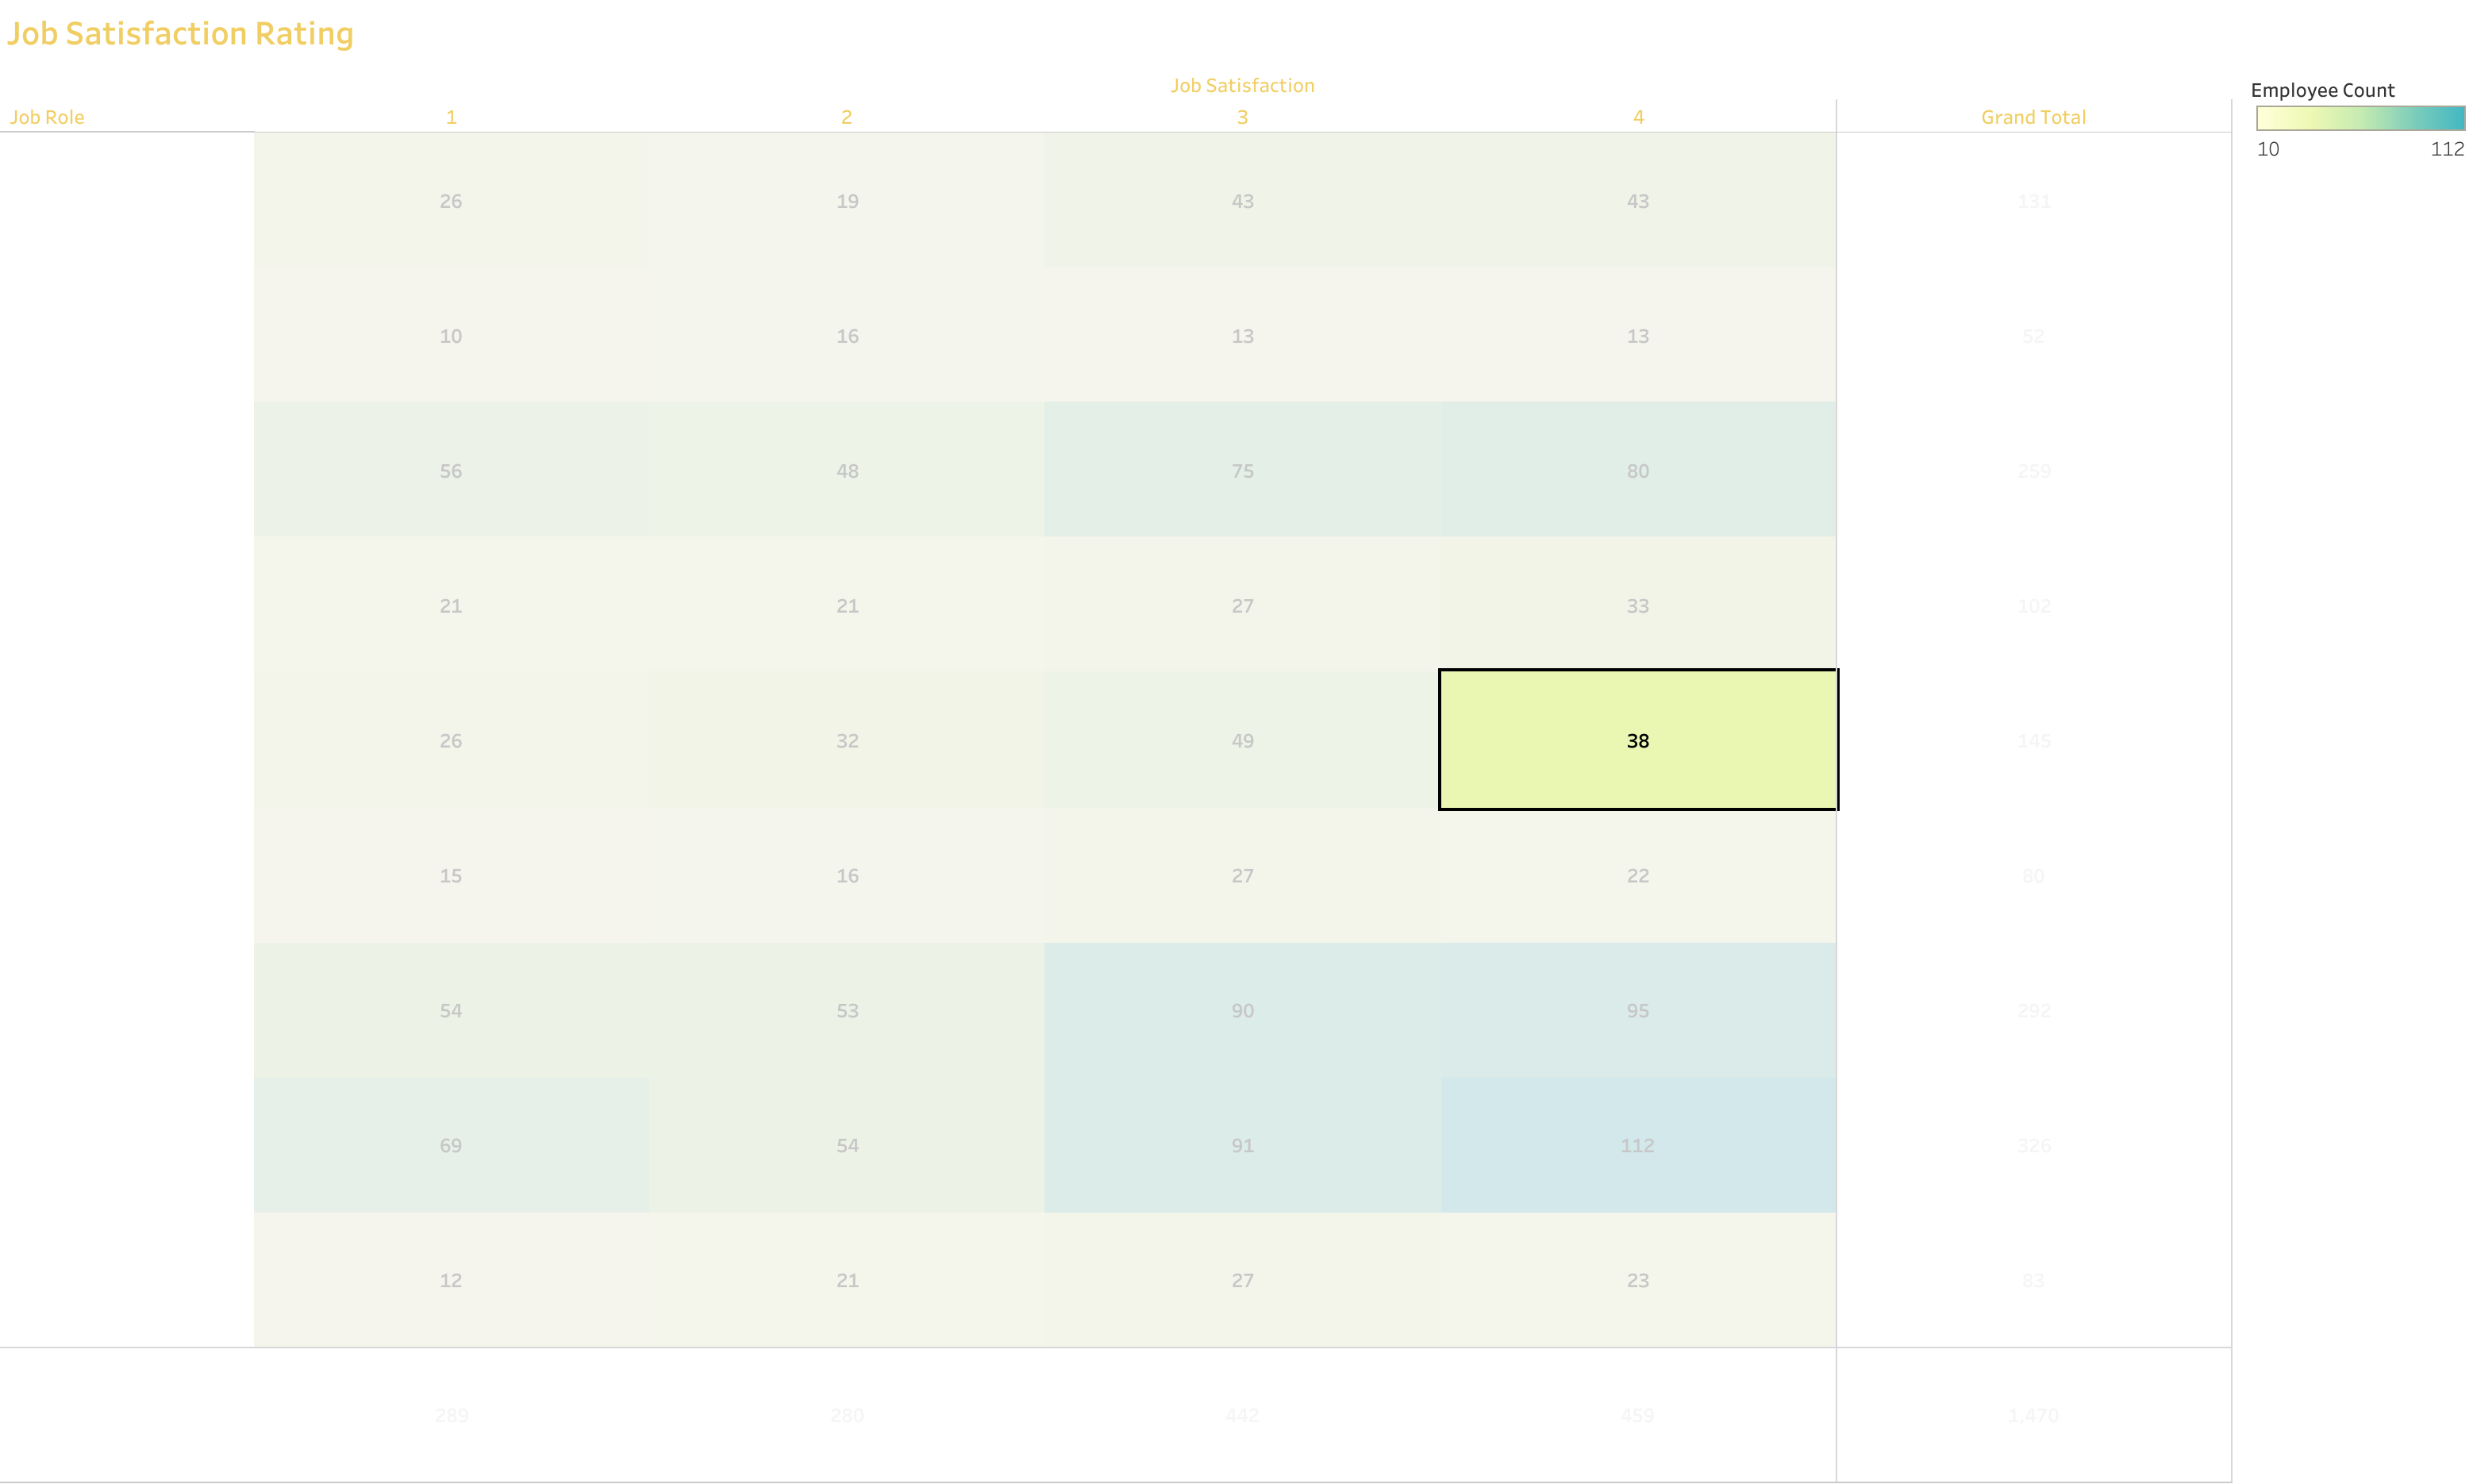 Job Satisfaction Rating
Job Satisfaction
Job Role 1 2 3 4 Grand Total
Employee Count
10 112
26 19 43 43 131
10 16 13 13 52
56 48 75 80 259
21 21 27 33 102
26 32 49 38 145
15 16 27 22 80
54 53 90 95 292
69 54 91 112 326
12 21 27 23 83
289 280 442 459 1,470